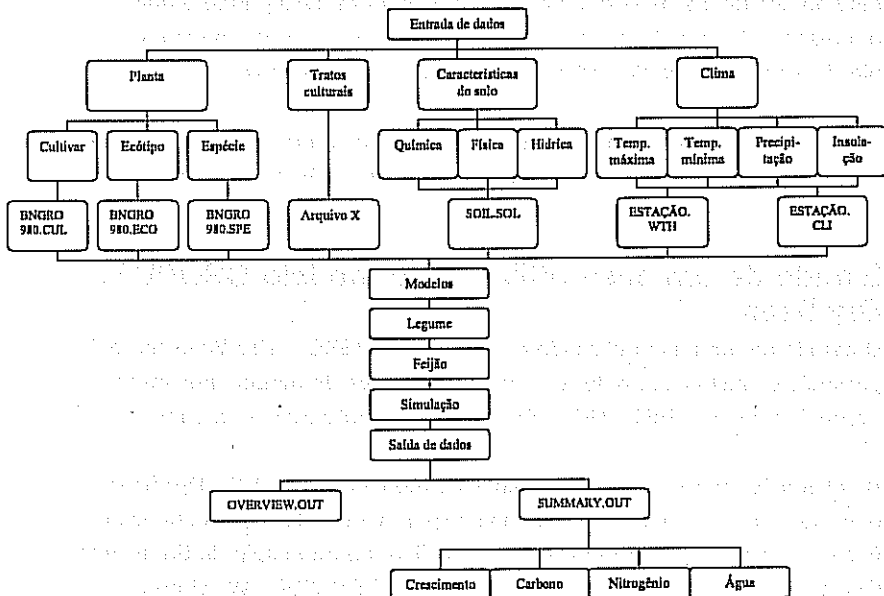 Entrada de dados
Planta
Tratos
culturais
Características
do solo
Clima
Cultivar
Ecótipo
Espécie
Química
Física
Hídrica
Temp.
máxima
Temp.
mínima
Precipi-
tação
Insola-
ção
BNGRO
980.CUL
BNGRO
980.ECO
BNGRO
980.SPE
Arquivo X
SOIL.SOL
ESTAÇÃO.
WTH
ESTAÇÃO.
CLI
Modelos
Legume
Feijão
Simulação
Saída de dados
OVERVIEW.OUT
SUMMARY.OUT
Crescimento
Carbono
Nitrogênio
Água